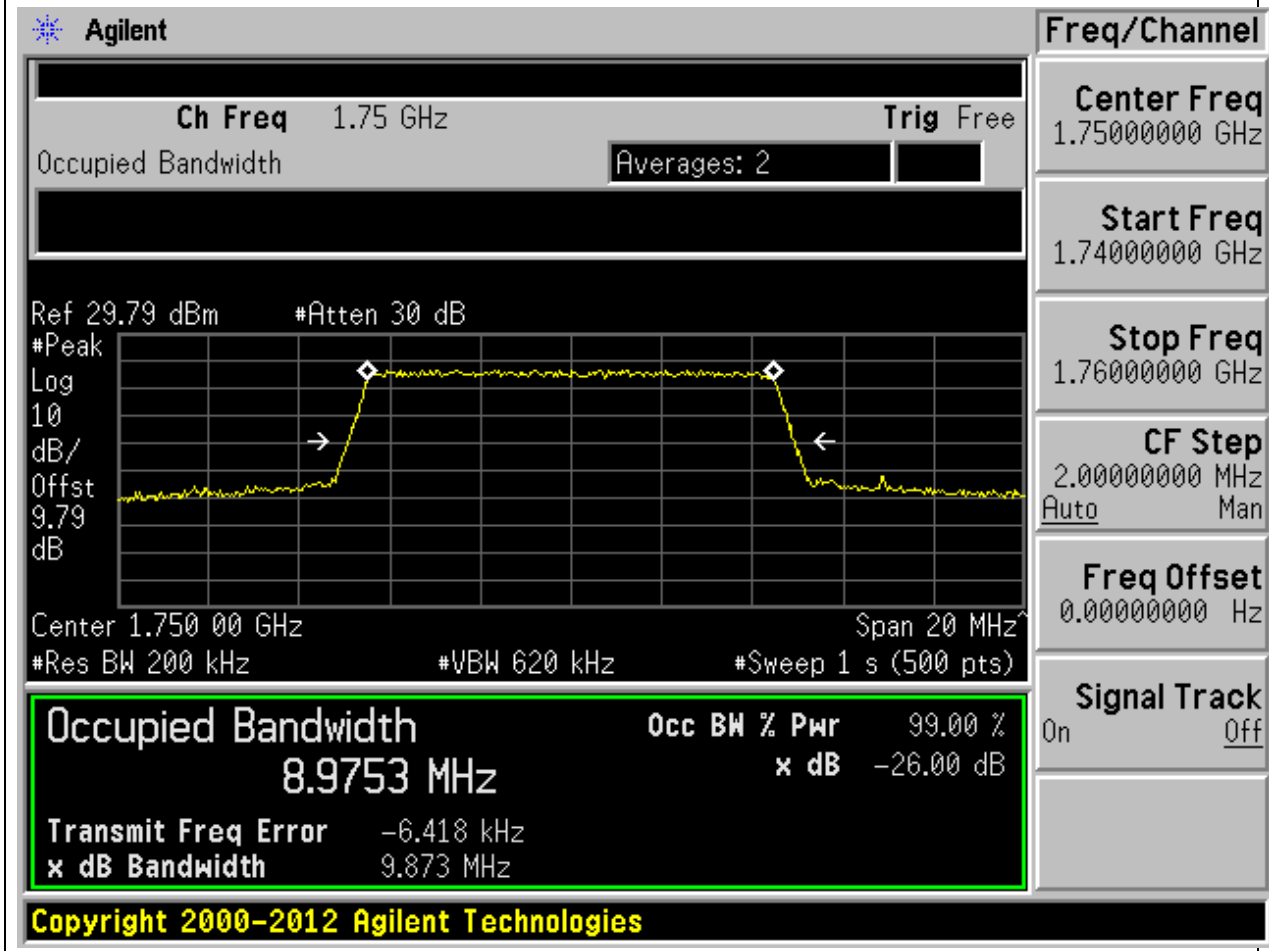 Agilent
Freq/Channel
Ch Freq 1.75 GHz Trig Free
Occupied Bandwidth Averages: 2
Ref 29.79 dBm #Atten 30 dB
#Peak
Log
10
dB/
Offst
9.79
dB
Center 1.750 00 GHz Span 20 MHz^
#Res BW 200 kHz #VBW 620 kHz #Sweep 1 s (500 pts)
Occupied Bandwidth
8.9753 MHz
Occ BW % Pwr 99.00 %
x dB -26.00 dB
Transmit Freq Error -6.418 kHz
x dB Bandwidth 9.873 MHz
Center Freq
1.75000000 GHz
Start Freq
1.74000000 GHz
Stop Freq
1.76000000 GHz
CF Step
2.00000000 MHz
Auto Man
Freq Offset
0.00000000 Hz
Signal Track
On Off
Copyright 2000-2012 Agilent Technologies